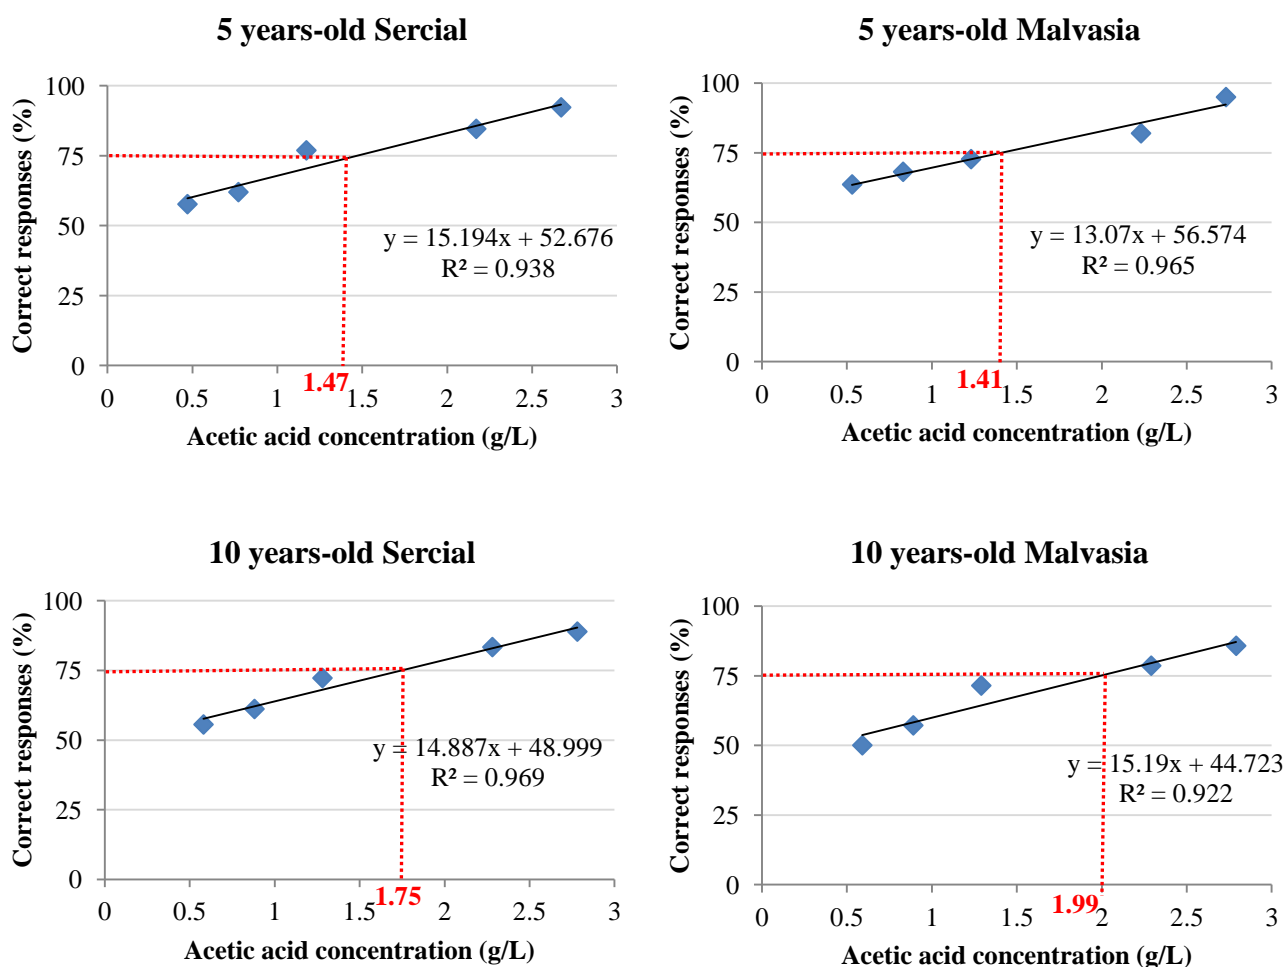 5 years-old Sercial
Correct responses (%)
100
75
50
25
0
y = 15.194x + 52.676
R² = 0.938
1.47
0 0.5 1 1.5 2 2.5 3
Acetic acid concentration (g/L)
5 years-old Malvasia
Correct responses (%)
100
75
50
25
0
y = 13.07x + 56.574
R² = 0.965
1.41
0 0.5 1 1.5 2 2.5 3
Acetic acid concentration (g/L)
10 years-old Sercial
Correct responses (%)
100
75
50
25
0
y = 14.887x + 48.999
R² = 0.969
1.75
0 0.5 1 1.5 2 2.5 3
Acetic acid concentration (g/L)
10 years-old Malvasia
Correct responses (%)
100
75
50
25
0
y = 15.19x + 44.723
R² = 0.922
1.99
0 0.5 1 1.5 2 2.5 3
Acetic acid concentration (g/L)